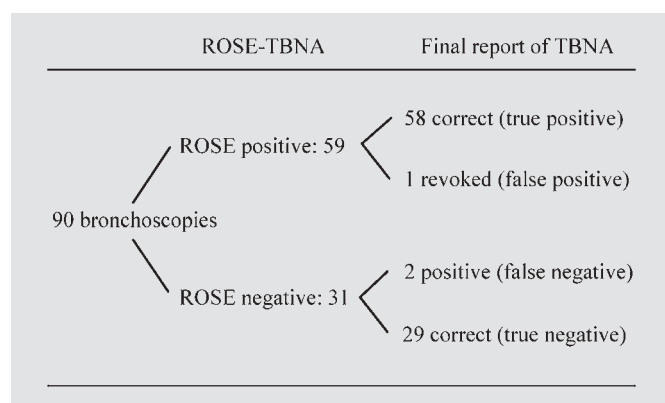 ROSE-TBNA Final report of TBNA
58 correct (true positive)
ROSE positive: 59
1 revoked (false positive)
90 bronchoscopies
2 positive (false negative)
ROSE negative: 31
29 correct (true negative)